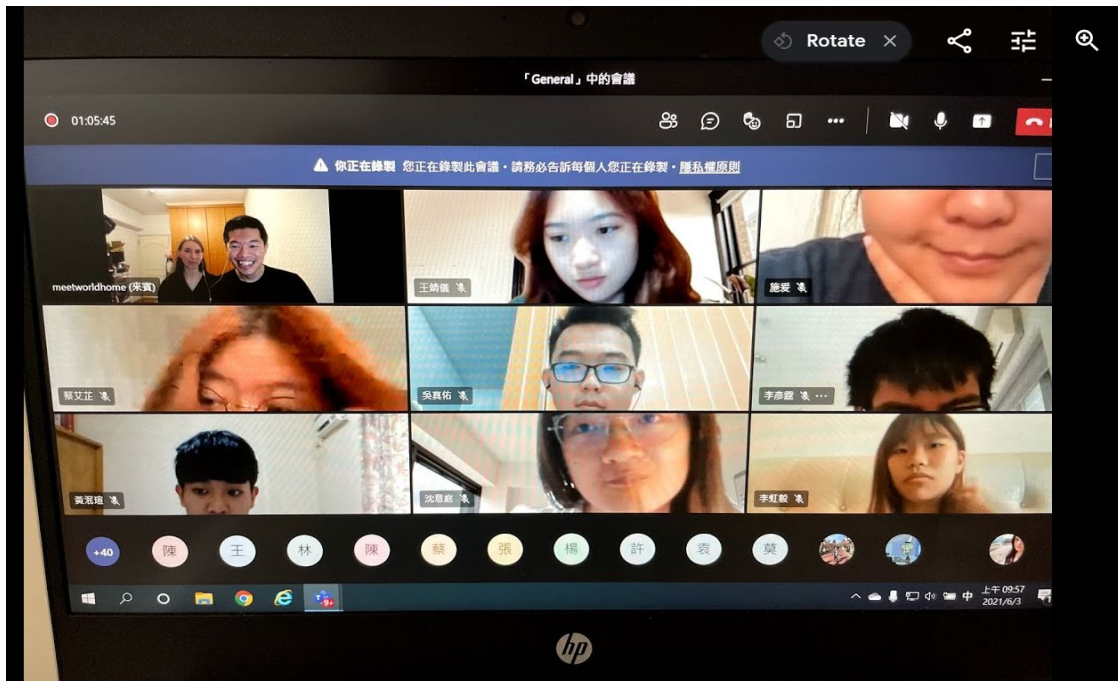 Rotate
「General」中的會議
01:05:45
你正在錄製 您正在錄製此會議。請務必告訴每個人您正在錄製。隱私權原則
meetworldhome (來賓)
王婧儀
施爰
蔡艾芷
吳真佑
李彥霆
黃泯瑄
沈恩庭
李虹毅
+40
陳
王
林
陳
蔡
張
楊
許
袁
莫
9+
中
上午 09:57
2021/6/3
hp